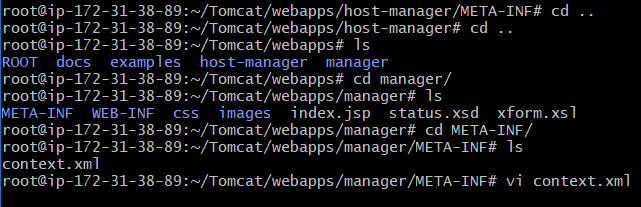 root@ip-172-31-38-89:~/Tomcat/webapps/host-manager/META-INF# cd ..
root@ip-172-31-38-89:~/Tomcat/webapps/host-manager# cd ..
root@ip-172-31-38-89:~/Tomcat/webapps# ls
ROOT  docs  examples  host-manager  manager
root@ip-172-31-38-89:~/Tomcat/webapps# cd manager/
root@ip-172-31-38-89:~/Tomcat/webapps/manager# ls
META-INF  WEB-INF  css  images  index.jsp  status.xsd  xform.xsl
root@ip-172-31-38-89:~/Tomcat/webapps/manager# cd META-INF/
root@ip-172-31-38-89:~/Tomcat/webapps/manager/META-INF# ls
context.xml
root@ip-172-31-38-89:~/Tomcat/webapps/manager/META-INF# vi context.xml